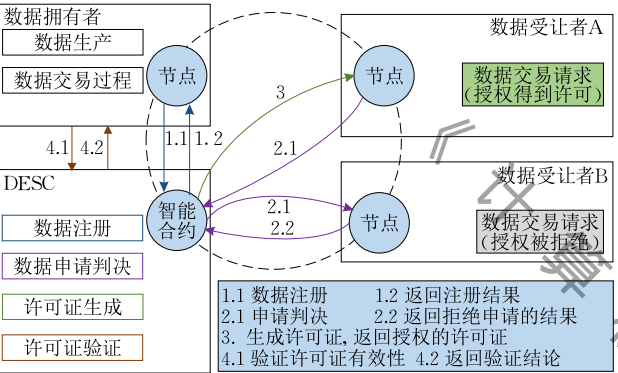 数据拥有者
数据生产
数据交易过程
节点
数据受让者A
节点
数据交易请求
(授权得到许可)
3
1.1
1.2
2.1
4.1
4.2
DESC
智能
合约
数据注册
数据申请判决
许可证生成
许可证验证
2.1
2.2
数据受让者B
节点
数据交易请求
(授权被拒绝)
1.1 数据注册 1.2 返回注册结果
2.1 申请判决 2.2 返回拒绝申请的结果
3. 生成许可证, 返回授权的许可证
4.1 验证许可证有效性 4.2 返回验证结论
《计算